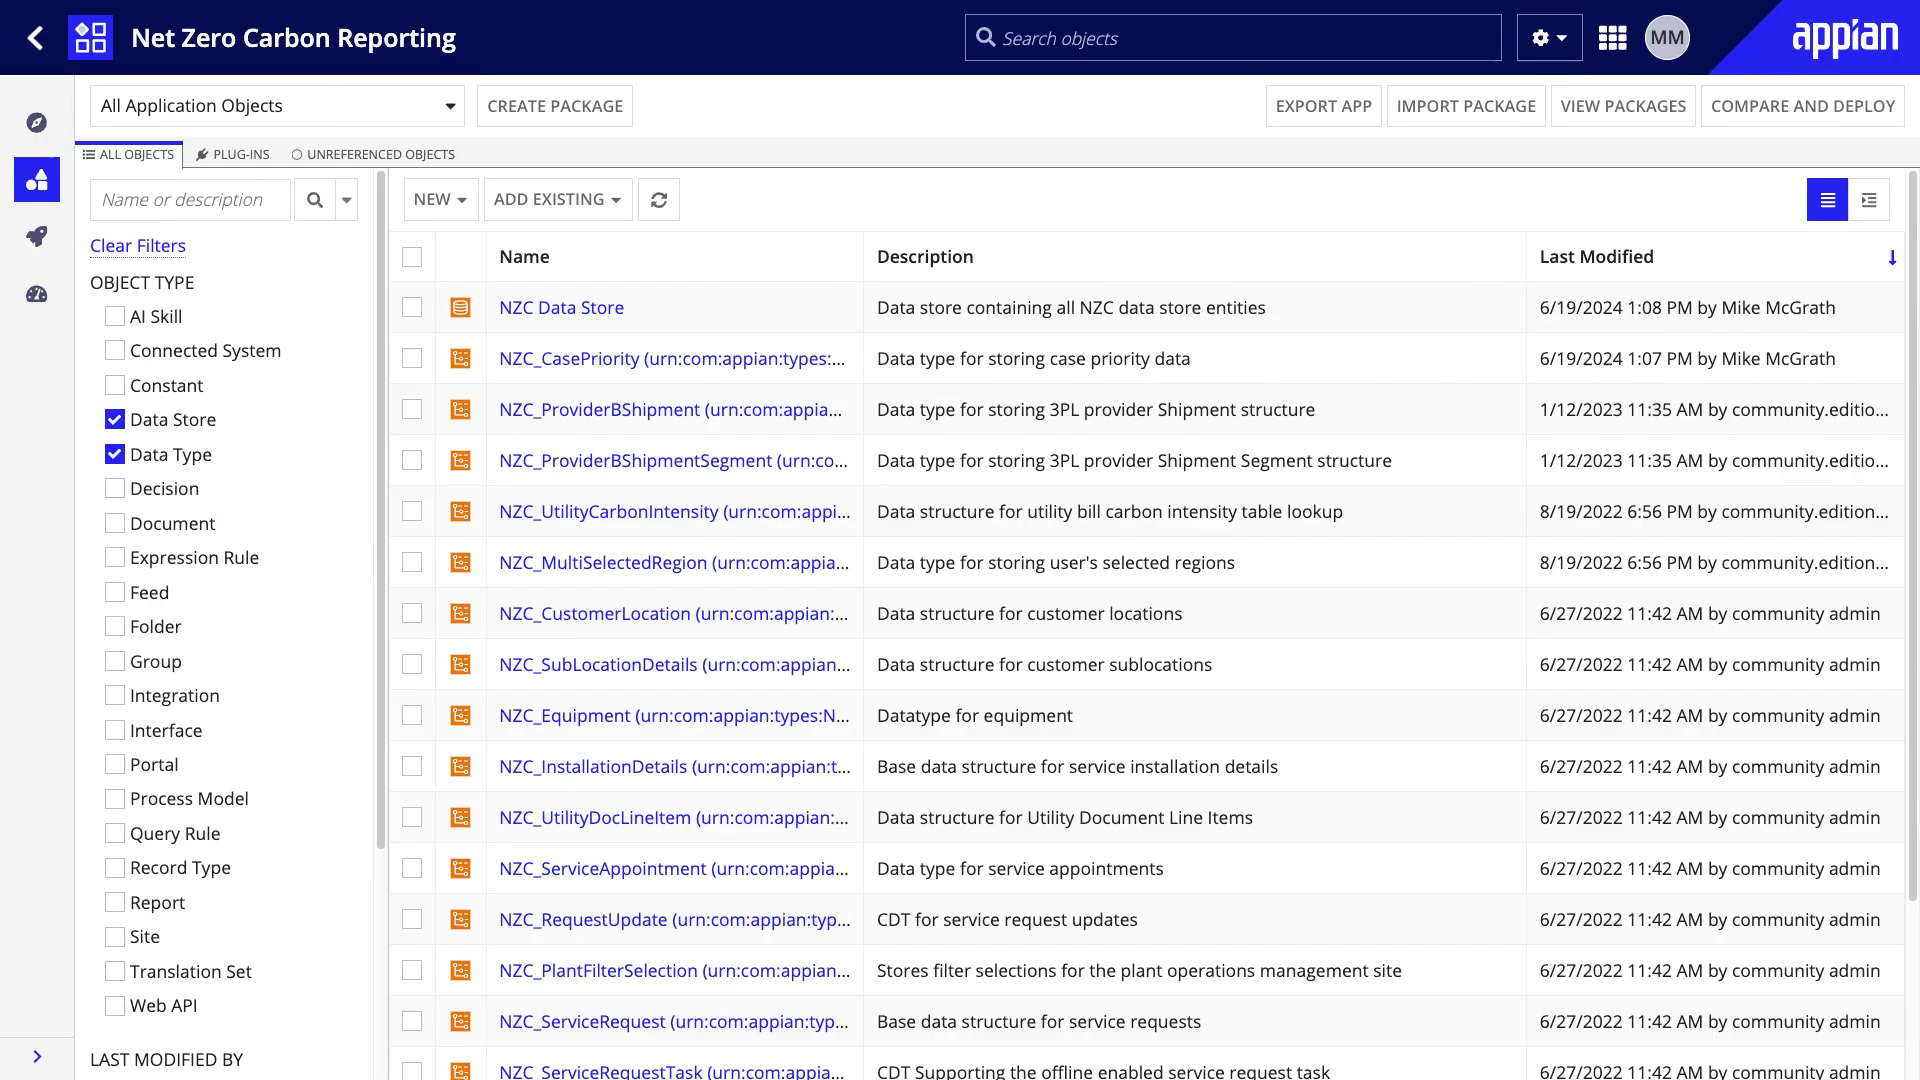 Net Zero Carbon Reporting
Search objects
MM
appian
All Application Objects
CREATE PACKAGE
EXPORT APP
IMPORT PACKAGE
VIEW PACKAGES
COMPARE AND DEPLOY
ALL OBJECTS
PLUG-INS
UNREFERENCED OBJECTS
Name or description
Clear Filters
OBJECT TYPE
AI Skill
Connected System
Constant
Data Store
Data Type
Decision
Document
Expression Rule
Feed
Folder
Group
Integration
Interface
Portal
Process Model
Query Rule
Record Type
Report
Site
Translation Set
Web API
LAST MODIFIED BY
NEW
ADD EXISTING
Name Description Last Modified
NZC Data Store Data store containing all NZC data store entities 6/19/2024 1:08 PM by Mike McGrath
NZC_CasePriority (urn:com:appian:types:... Data type for storing case priority data 6/19/2024 1:07 PM by Mike McGrath
NZC_ProviderBShipment (urn:com:appia... Data type for storing 3PL provider Shipment structure 1/12/2023 11:35 AM by community.editio...
NZC_ProviderBShipmentSegment (urn:co... Data type for storing 3PL provider Shipment Segment structure 1/12/2023 11:35 AM by community.editio...
NZC_UtilityCarbonIntensity (urn:com:appi... Data structure for utility bill carbon intensity table lookup 8/19/2022 6:56 PM by community.edition...
NZC_MultiSelectedRegion (urn:com:appia... Data type for storing user's selected regions 8/19/2022 6:56 PM by community.edition...
NZC_CustomerLocation (urn:com:appian:... Data structure for customer locations 6/27/2022 11:42 AM by community admin
NZC_SubLocationDetails (urn:com:appian... Data structure for customer sublocations 6/27/2022 11:42 AM by community admin
NZC_Equipment (urn:com:appian:types:N... Datatype for equipment 6/27/2022 11:42 AM by community admin
NZC_InstallationDetails (urn:com:appian:t... Base data structure for service installation details 6/27/2022 11:42 AM by community admin
NZC_UtilityDocLineItem (urn:com:appian:... Data structure for Utility Document Line Items 6/27/2022 11:42 AM by community admin
NZC_ServiceAppointment (urn:com:appia... Data type for service appointments 6/27/2022 11:42 AM by community admin
NZC_RequestUpdate (urn:com:appian:typ... CDT for service request updates 6/27/2022 11:42 AM by community admin
NZC_PlantFilterSelection (urn:com:appian... Stores filter selections for the plant operations management site 6/27/2022 11:42 AM by community admin
NZC_ServiceRequest (urn:com:appian:typ... Base data structure for service requests 6/27/2022 11:42 AM by community admin
NZC_ServiceRequestTask (urn:com:appia... CDT Supporting the offline enabled service request task 6/27/2022 11:42 AM by community admin